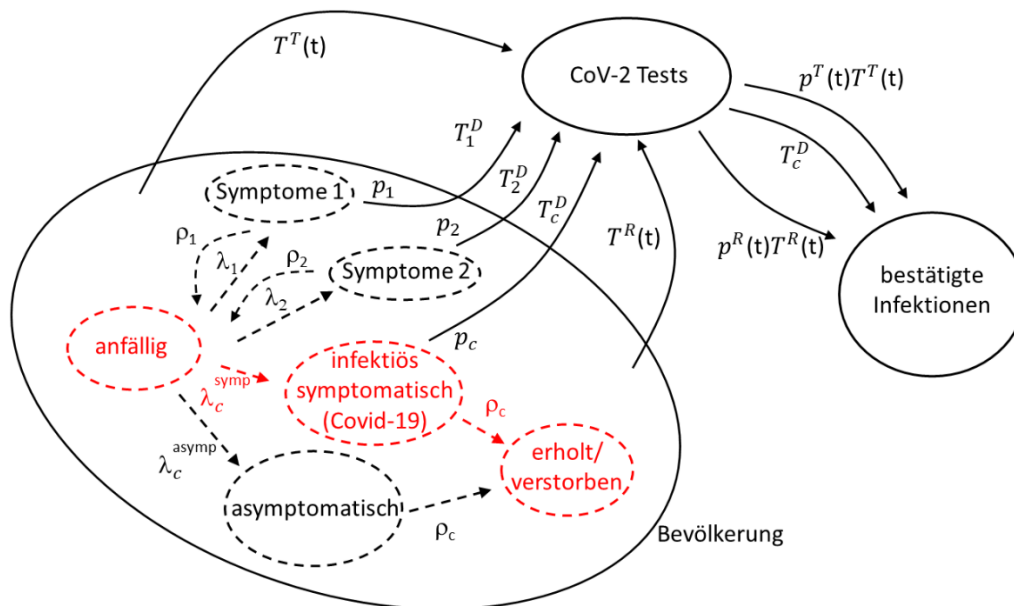 T^T(t)
CoV-2 Tests
p^T(t)T^T(t)
T_1^D
T_2^D
T_c^D
T_c^D
Symptome 1
p_1
p_2
T^R(t)
p^R(t)T^R(t)
ρ_1
λ_1
ρ_2
Symptome 2
λ_2
bestätigte
Infektionen
anfällig
p_c
infektiös
symptomatisch
(Covid-19)
λ_c^symp
ρ_c
λ_c^asymp
erholt/
verstorben
asymptomatisch
ρ_c
Bevölkerung